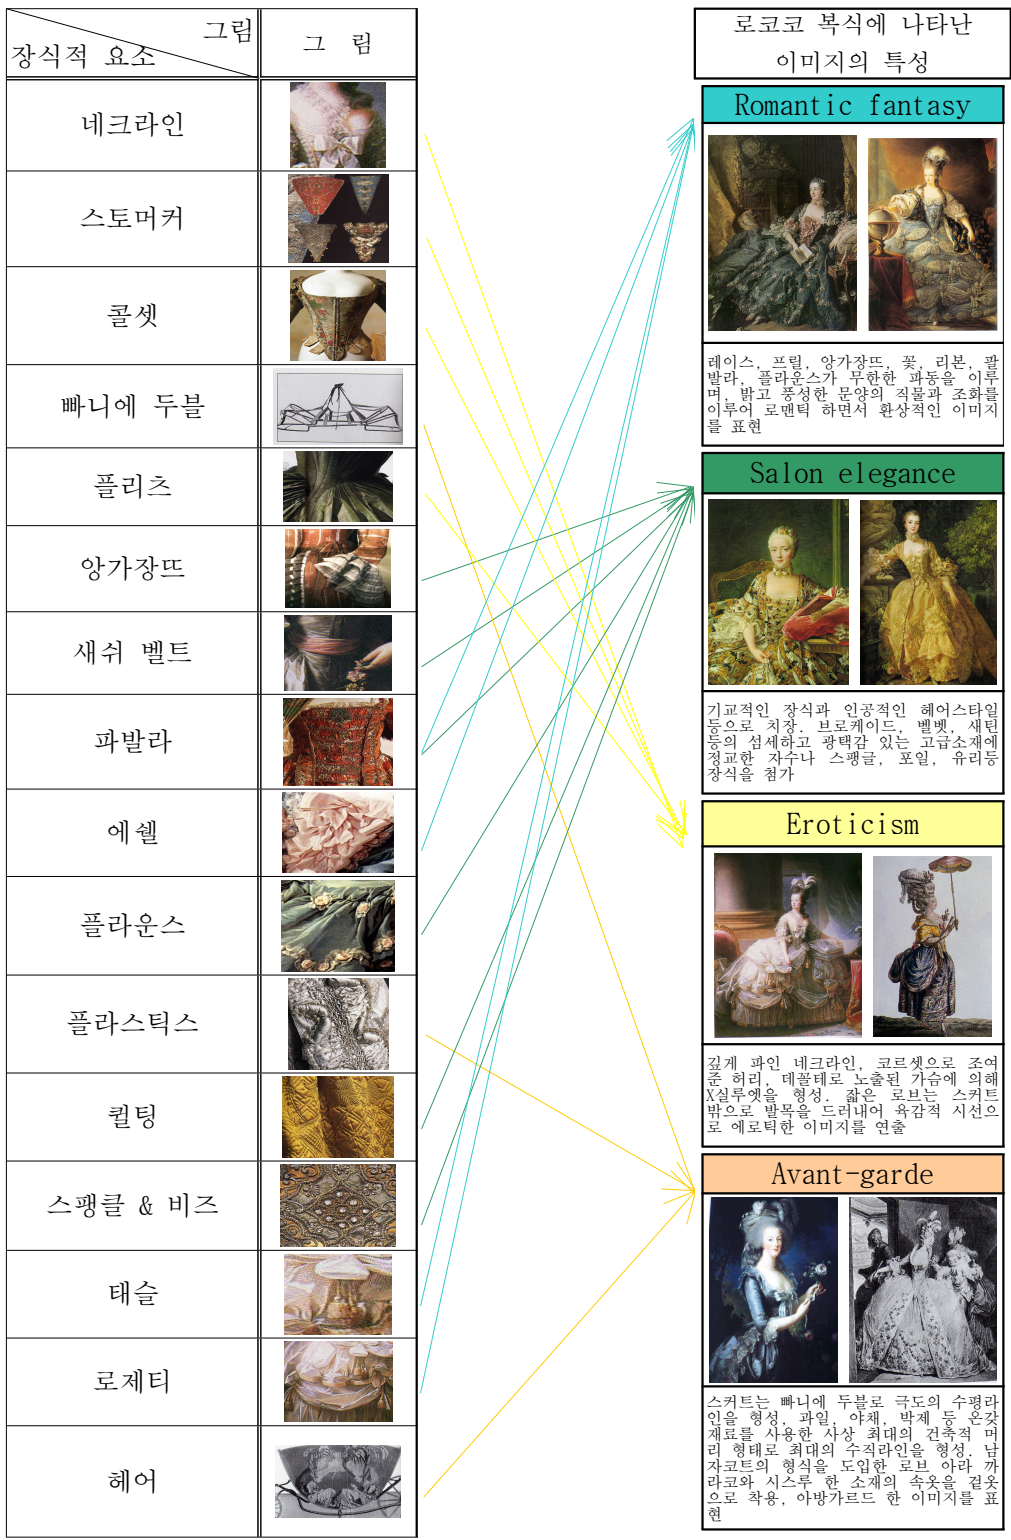 그림
장식적 요소
그 림
네크라인
스토머커
콜셋
빠니에 두블
플리츠
앙가장뜨
새쉬 벨트
파발라
에쉘
플라운스
플라스틱스
퀼팅
스팽클 & 비즈
태슬
로제티
헤어
로코코 복식에 나타난
이미지의 특성
Romantic fantasy
레이스, 프릴, 앙가장뜨, 꽃, 리본, 팔
발라, 플라운스가 무한한 파동을 이루
며, 밝고 풍성한 문양의 직물과 조화를
이루어 로맨틱 하면서 환상적인 이미지
를 표현
Salon elegance
기교적인 장식과 인공적인 헤어스타일
등으로 치장. 브로케이드, 벨벳, 새틴
등의 섬세하고 광택감 있는 고급소재에
정교한 자수나 스팽글, 포일, 유리등
장식을 첨가
Eroticism
깊게 파인 네크라인, 코르셋으로 조여
준 허리, 데꼴테로 노출된 가슴에 의해
X실루엣을 형성. 짧은 로브는 스커트
밖으로 발목을 드러내어 육감적 시선으
로 에로틱한 이미지를 연출
Avant-garde
스커트는 빠니에 두블로 극도의 수평라
인을 형성, 과일, 야채, 박제 등 온갖
재료를 사용한 사상 최대의 건축적 머
리 형태로 최대의 수직라인을 형성. 남
자코트의 형식을 도입한 로브 아라 까
라코와 시스루 한 소재의 속옷을 겉옷
으로 착용, 아방가르드 한 이미지를 표
현